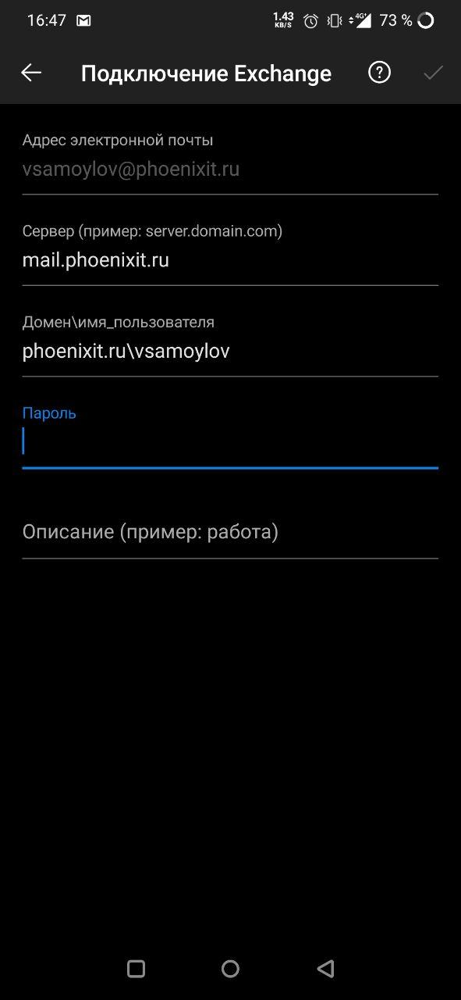 16:47 1.43 KB/S 4G+ 73 %
Подключение Exchange
Адрес электронной почты
vsamoylov@phoenixit.ru
Сервер (пример: server.domain.com)
mail.phoenixit.ru
Домен\имя_пользователя
phoenixit.ru\vsamoylov
Пароль
Описание (пример: работа)